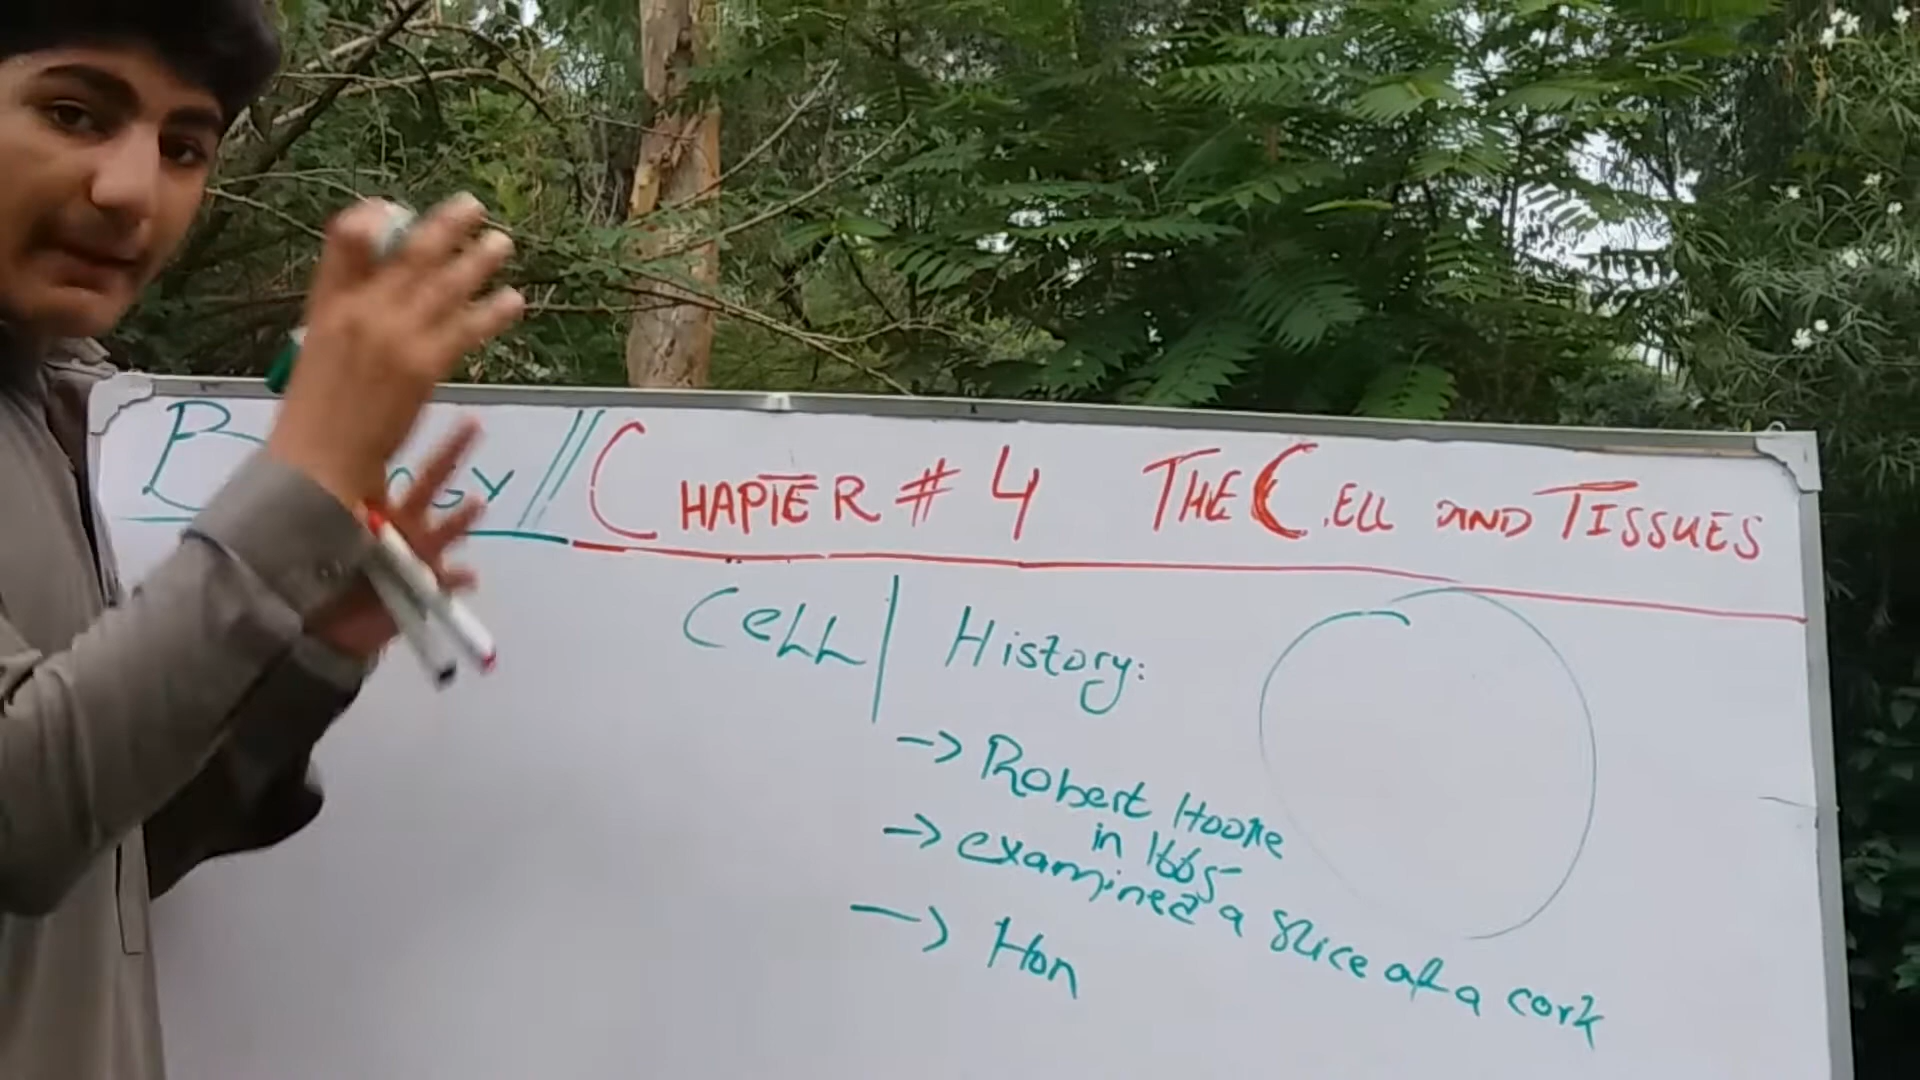 CHAPTER # 4 THE CELL AND TISSUES
CELL
History:
-> Robert Hooke
in 1665
-> examined a slice of a cork
-> Hon